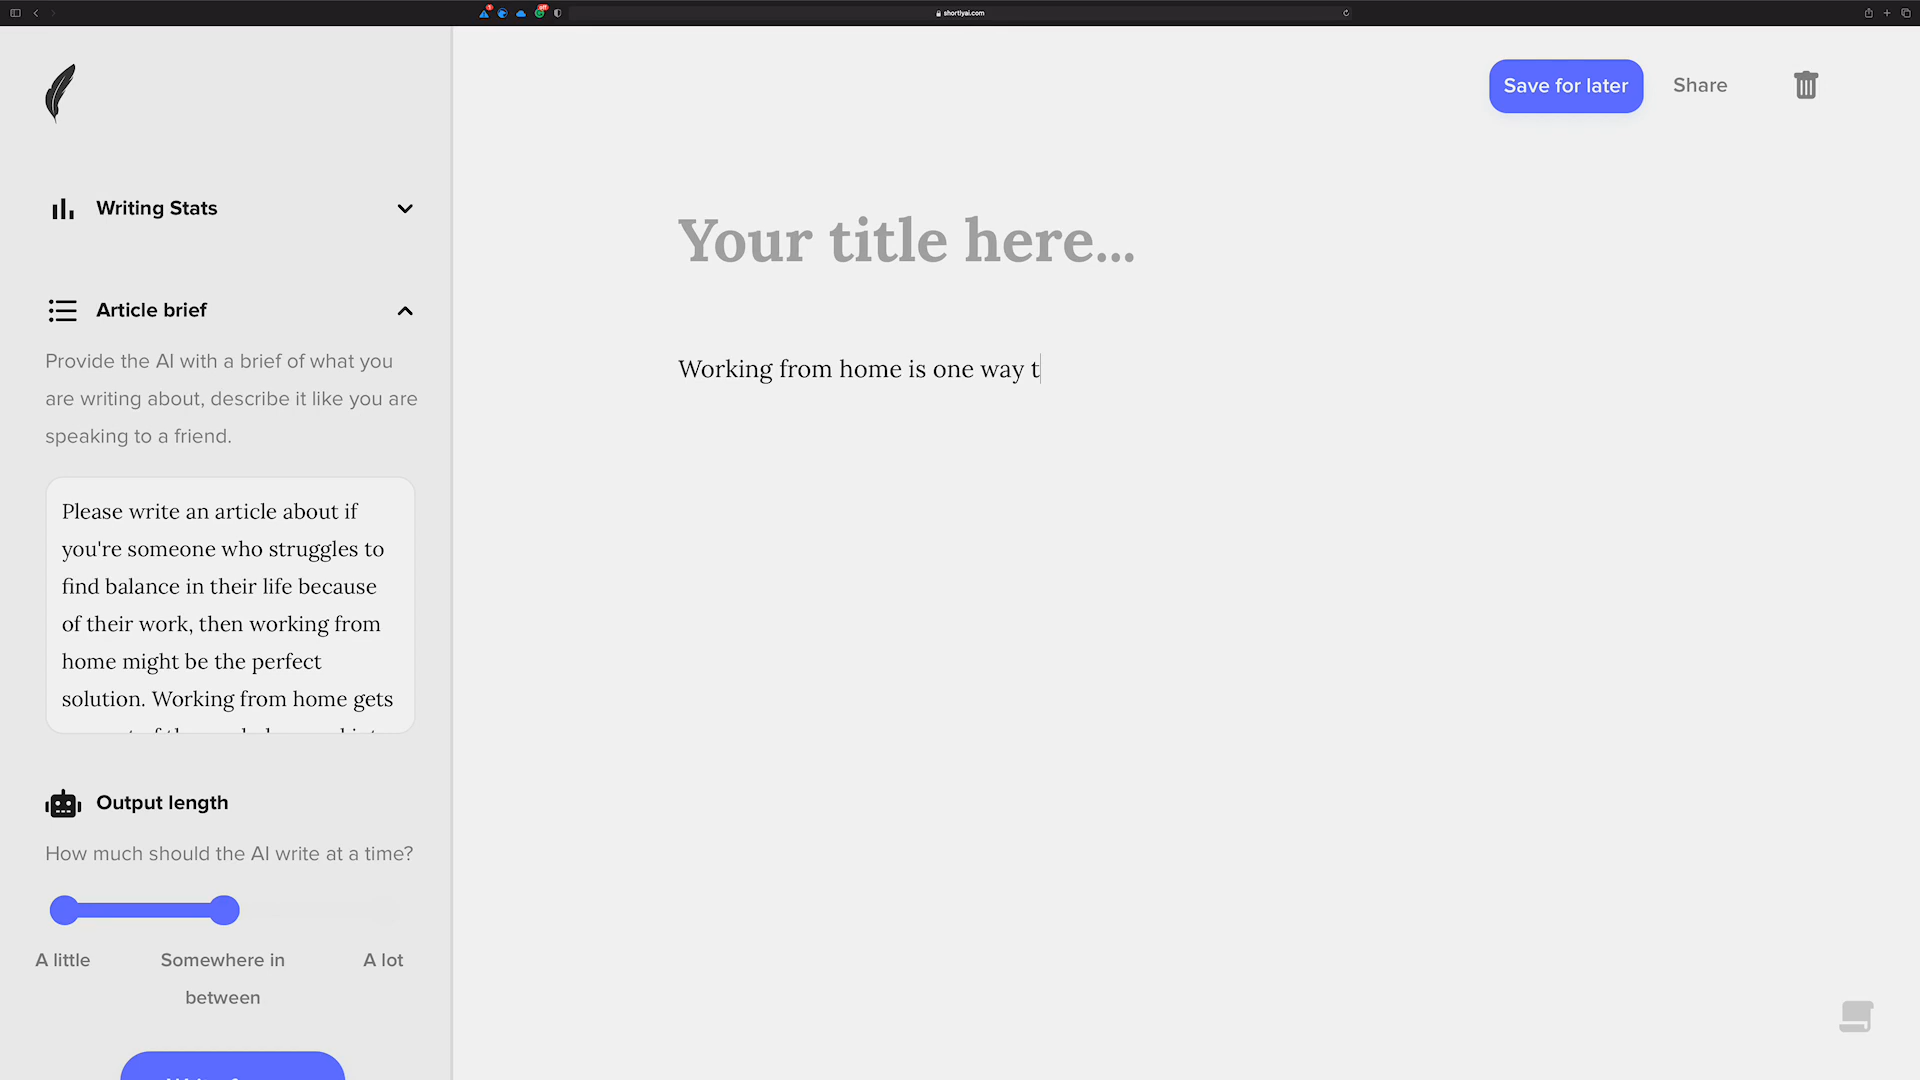 shortlyai.com
Save for later
Share
Writing Stats
Article brief
Provide the AI with a brief of what you
are writing about, describe it like you are
speaking to a friend.
Please write an article about if
you're someone who struggles to
find balance in their life because
of their work, then working from
home might be the perfect
solution. Working from home gets
Output length
How much should the AI write at a time?
A little
Somewhere in
between
A lot
Your title here...
Working from home is one way t